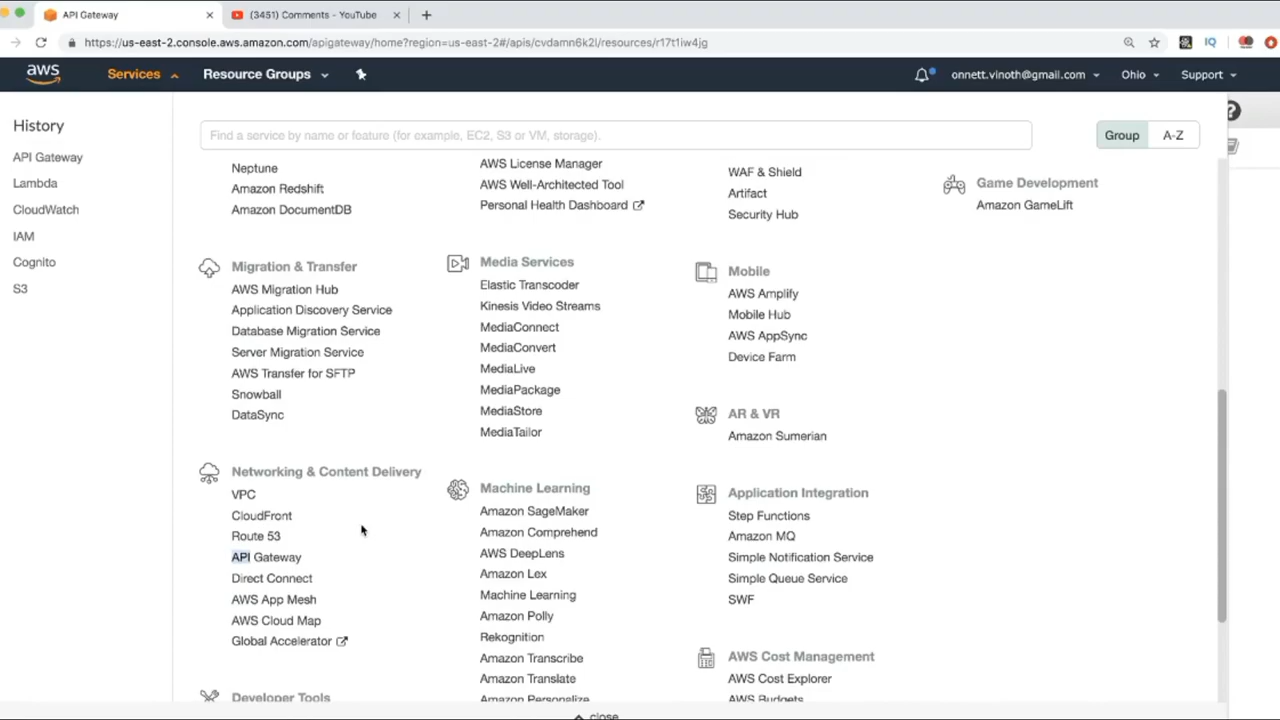 API Gateway
(3451) Comments - YouTube
https://us-east-2.console.aws.amazon.com/apigateway/home?region=us-east-2#/apis/cvdamn6k2l/resources/r17t1iw4jg
IQ
aws
Services
Resource Groups
onnett.vinoth@gmail.com
Ohio
Support
History
API Gateway
Lambda
CloudWatch
IAM
Cognito
S3
Find a service by name or feature (for example, EC2, S3 or VM, storage).
Group
A-Z
Neptune
Amazon Redshift
Amazon DocumentDB
Migration & Transfer
AWS Migration Hub
Application Discovery Service
Database Migration Service
Server Migration Service
AWS Transfer for SFTP
Snowball
DataSync
Networking & Content Delivery
VPC
CloudFront
Route 53
API Gateway
Direct Connect
AWS App Mesh
AWS Cloud Map
Global Accelerator
Developer Tools
AWS License Manager
AWS Well-Architected Tool
Personal Health Dashboard
Media Services
Elastic Transcoder
Kinesis Video Streams
MediaConnect
MediaConvert
MediaLive
MediaPackage
MediaStore
MediaTailor
Machine Learning
Amazon SageMaker
Amazon Comprehend
AWS DeepLens
Amazon Lex
Machine Learning
Amazon Polly
Rekognition
Amazon Transcribe
Amazon Translate
Amazon Personalize
WAF & Shield
Artifact
Security Hub
Mobile
AWS Amplify
Mobile Hub
AWS AppSync
Device Farm
AR & VR
Amazon Sumerian
Application Integration
Step Functions
Amazon MQ
Simple Notification Service
Simple Queue Service
SWF
AWS Cost Management
AWS Cost Explorer
AWS Budgets
Game Development
Amazon GameLift
close